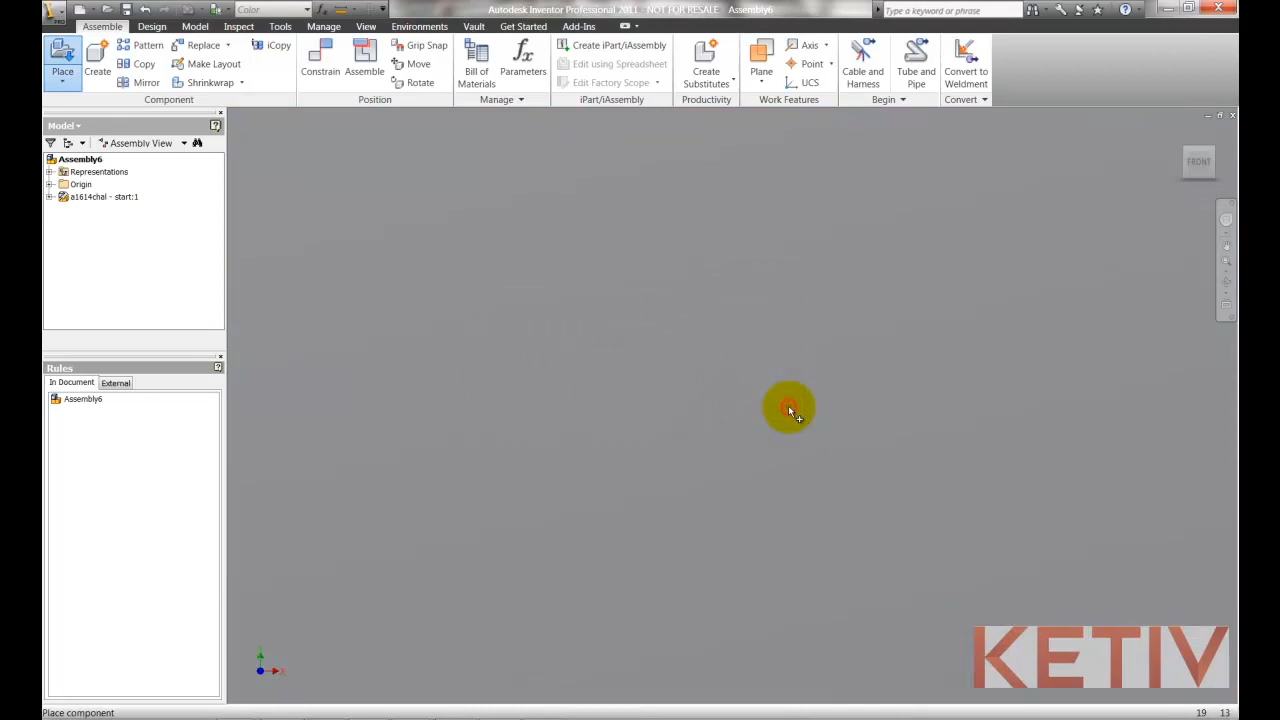 Color
Autodesk Inventor Professional 2011 - NOT FOR RESALE Assembly6
Type a keyword or phrase
PRO
Assemble Design Model Inspect Tools Manage View Environments Vault Get Started Add-Ins
Place
Create
Pattern
Copy
Mirror
Replace
Make Layout
Shrinkwrap
iCopy
Component
Constrain
Assemble
Grip Snap
Move
Rotate
Position
Bill of
Materials
Parameters
Manage
Create iPart/iAssembly
Edit using Spreadsheet
Edit Factory Scope
iPart/iAssembly
Create
Substitutes
Productivity
Plane
Axis
Point
UCS
Work Features
Cable and
Harness
Tube and
Pipe
Begin
Convert to
Weldment
Convert
Model
Assembly View
Assembly6
Representations
Origin
a1614chal - start:1
Rules
In Document External
Assembly6
FRONT
X
KETIV
Place component
19 13